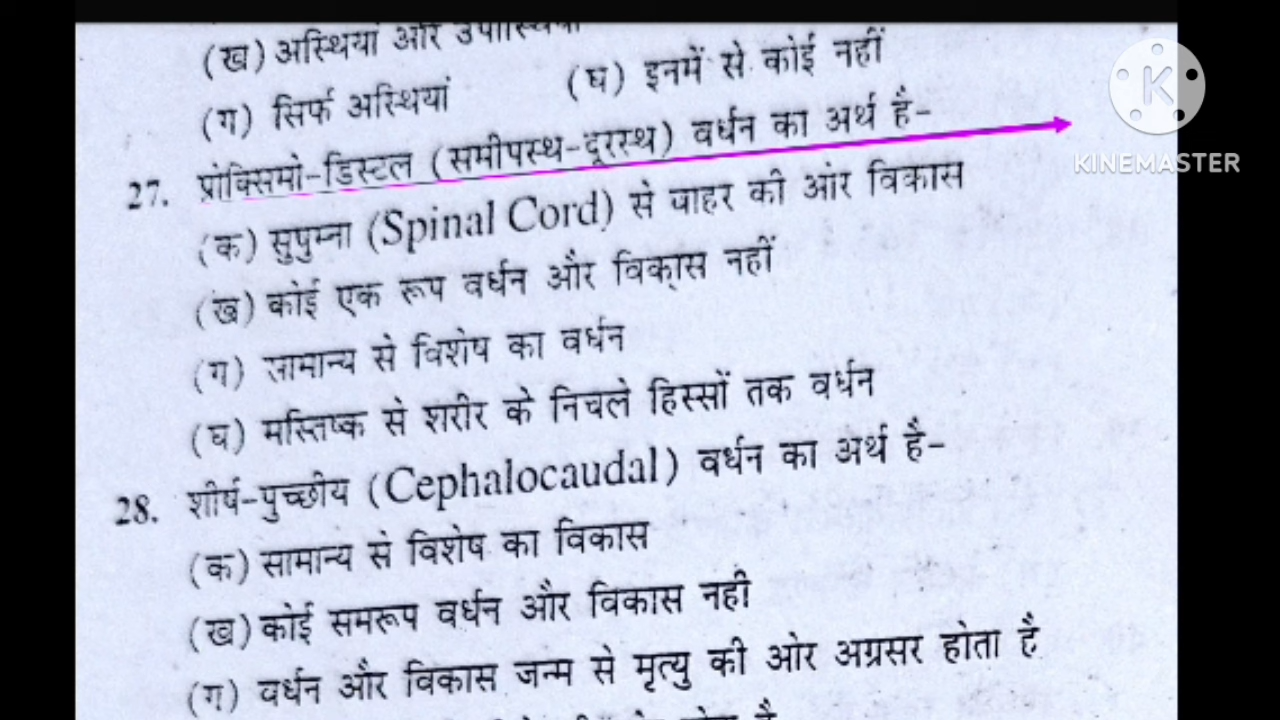 (ख) अस्थियां और उपास्थियां
(ग) सिर्फ अस्थियां (घ) इनमें से कोई नहीं
27. प्रोक्सिमो-डिस्टल (समीपस्थ-दूरस्थ) वर्धन का अर्थ है-
(क) सुषुम्ना (Spinal Cord) से बाहर की ओर विकास
(ख) कोई एक रूप वर्धन और विकास नहीं
(ग) सामान्य से विशेष का वर्धन
(घ) मस्तिष्क से शरीर के निचले हिस्सों तक वर्धन
28. शीर्ष-पुच्छीय (Cephalocaudal) वर्धन का अर्थ है-
(क) सामान्य से विशेष का विकास
(ख) कोई समरूप वर्धन और विकास नही
(ग) वर्धन और विकास जन्म से मृत्यु की ओर अग्रसर होता है
K
KINEMASTER